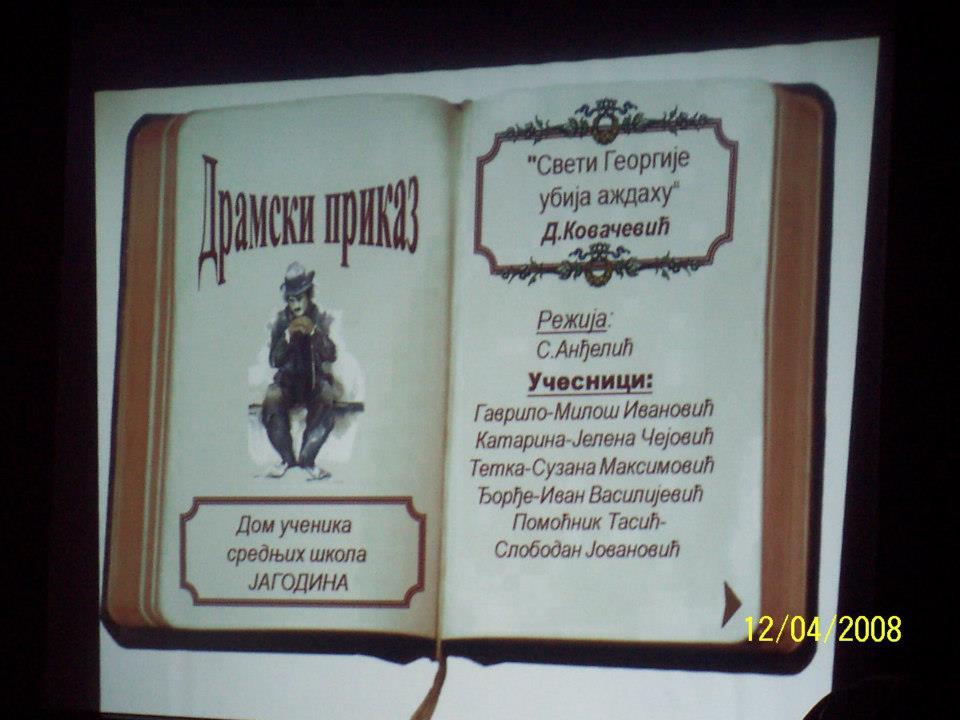 Драмски приказ
Дом ученика
средњих школа
ЈАГОДИНА
"Свети Георгије
убија аждаху"
Д.Ковачевић
Режија:
С.Анђелић
Учесници:
Гаврило-Милош Ивановић
Катарина-Јелена Чејовић
Тетка-Сузана Максимовић
Ђорђе-Иван Василијевић
Помоћник Тасић-
Слободан Јовановић
12/04/2008